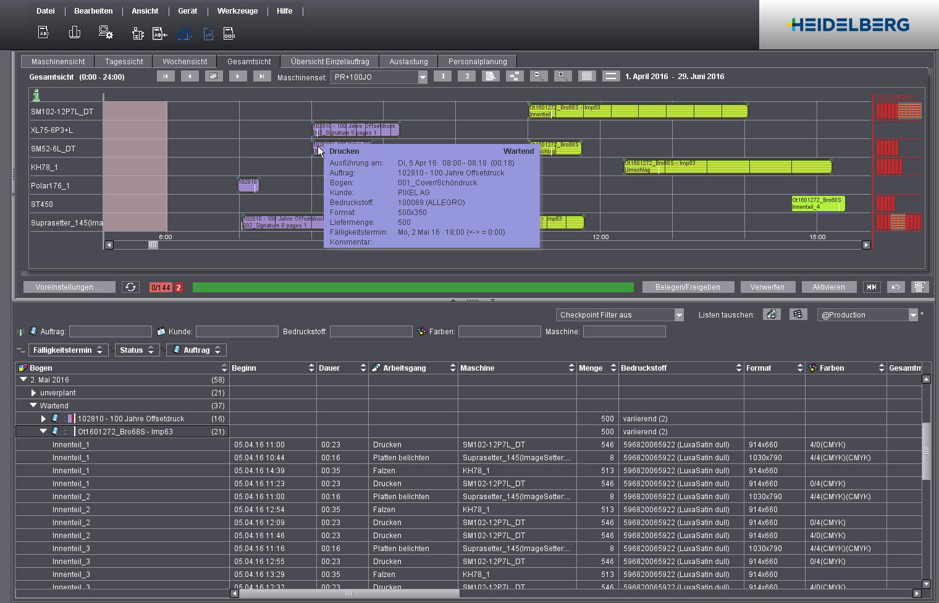 Datei Bearbeiten Ansicht Gerät Werkzeuge Hilfe
HEIDELBERG
Maschinensicht Tagessicht Wochensicht Gesamtsicht Übersicht Einzelauftrag Auslastung Personalplanung
Gesamtsicht (0:00 - 24:00) Maschinenset PR+100JO 1 2 1. April 2016 - 29. Juni 2016
SM102-12P7L_DT Ot1601272_Bro68S - Imp63
Innenteil_
XL75-6P3+L
SM52-6L_DT
KH78_1 Ot1601272_Bro68S - Imp63
Umschlag
Polar176_1
ST450 Ot1601272_Bro68S
Innenteil_4
Suprasetter_145(Ima
6:00 12:00 15:00
Drucken Wartend
Ausführung am: Di, 5 Apr 16 08:00 - 08:18 (00:18)
Auftrag: 102810 - 100 Jahre Offsetdruck
Bogen: 001_Cover/Schöndruck
Kunde: PIXEL AG
Bedruckstoff: 100069 (ALLEGRO)
Format: 500x350
Liefermenge: 500
Fälligkeitstermin: Mo, 2 Mai 16 18:00 (<-> = 0:00)
Kommentar:
Voreinstellungen ... 0/144 2 Belegen/Freigeben Verwerfen Aktivieren
Checkpoint Filter aus Listen tauschen: @Production *
Auftrag: Kunde: Bedruckstoff: Farben: Maschine:
Fälligkeitstermin Status Auftrag
Bogen Beginn Dauer Arbeitsgang Maschine Menge Bedruckstoff Format Farben Gesamtm
2. Mai 2016 (58)
unverplant (21)
Wartend (37)
102810 - 100 Jahre Offsetdruck (16) 500 variierend (2)
Ot1601272_Bro68S - Imp63 (21) 500 variierend (2)
Innenteil_1 05.04.16 11:00 00:23 Drucken SM102-12P7L_DT 546 596820065922 (LuxaSatin dull) 914x660 4/0(CMYK)
Innenteil_1 05.04.16 10:44 00:16 Platten belichten Suprasetter_145(ImageSetter:... 8 596820065922 (LuxaSatin dull) 1030x790 4/4(CMYK)(CMYK)
Innenteil_1 05.04.16 14:39 00:35 Falzen KH78_1 513 596820065922 (LuxaSatin dull) 914x660
Innenteil_1 05.04.16 11:23 00:23 Drucken SM102-12P7L_DT 546 596820065922 (LuxaSatin dull) 914x660 0/4(CMYK)
Innenteil_2 05.04.16 11:00 00:16 Platten belichten Suprasetter_145(ImageSetter:... 8 596820065922 (LuxaSatin dull) 1030x790 4/4(CMYK)(CMYK)
Innenteil_2 05.04.16 12:54 00:35 Falzen KH78_1 513 596820065922 (LuxaSatin dull) 914x660
Innenteil_2 05.04.16 12:09 00:23 Drucken SM102-12P7L_DT 546 596820065922 (LuxaSatin dull) 914x660 0/4(CMYK)
Innenteil_2 05.04.16 11:46 00:23 Drucken SM102-12P7L_DT 546 596820065922 (LuxaSatin dull) 914x660 4/0(CMYK)
Innenteil_3 05.04.16 11:16 00:16 Platten belichten Suprasetter_145(ImageSetter:... 8 596820065922 (LuxaSatin dull) 1030x790 4/4(CMYK)(CMYK)
Innenteil_3 05.04.16 12:55 00:23 Drucken SM102-12P7L_DT 546 596820065922 (LuxaSatin dull) 914x660 0/4(CMYK)
Innenteil_3 05.04.16 13:29 00:35 Falzen KH78_1 513 596820065922 (LuxaSatin dull) 914x660
Innenteil_3 05.04.16 12:32 00:23 Drucken SM102-12P7L_DT 546 596820065922 (LuxaSatin dull) 914x660 4/0(CMYK)